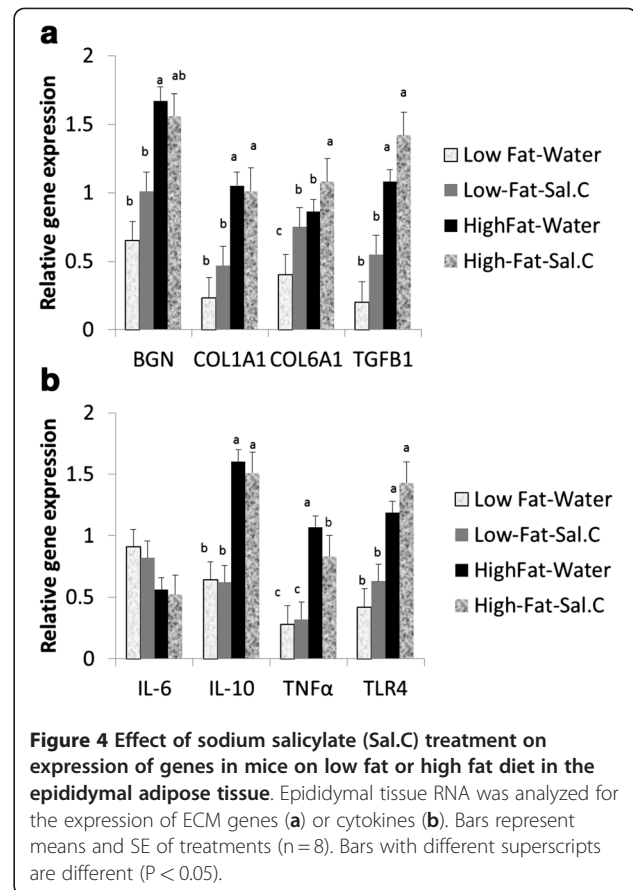 a
2
1.5
1
0.5
0
Relative gene expression
b b a ab
b b a a
c b b a
b b a a
BGN COL1A1 COL6A1 TGFB1
Low Fat-Water
Low-Fat-Sal.C
HighFat-Water
High-Fat-Sal.C
b
2
1.5
1
0.5
0
Relative gene expression
b b a a
c c a b
b b a a
IL-6 IL-10 TNFα TLR4
Low Fat-Water
Low-Fat-Sal.C
HighFat-Water
High-Fat-Sal.C
Figure 4 Effect of sodium salicylate (Sal.C) treatment on
expression of genes in mice on low fat or high fat diet in the
epididymal adipose tissue. Epididymal tissue RNA was analyzed for
the expression of ECM genes (a) or cytokines (b). Bars represent
means and SE of treatments (n = 8). Bars with different superscripts
are different (P < 0.05).